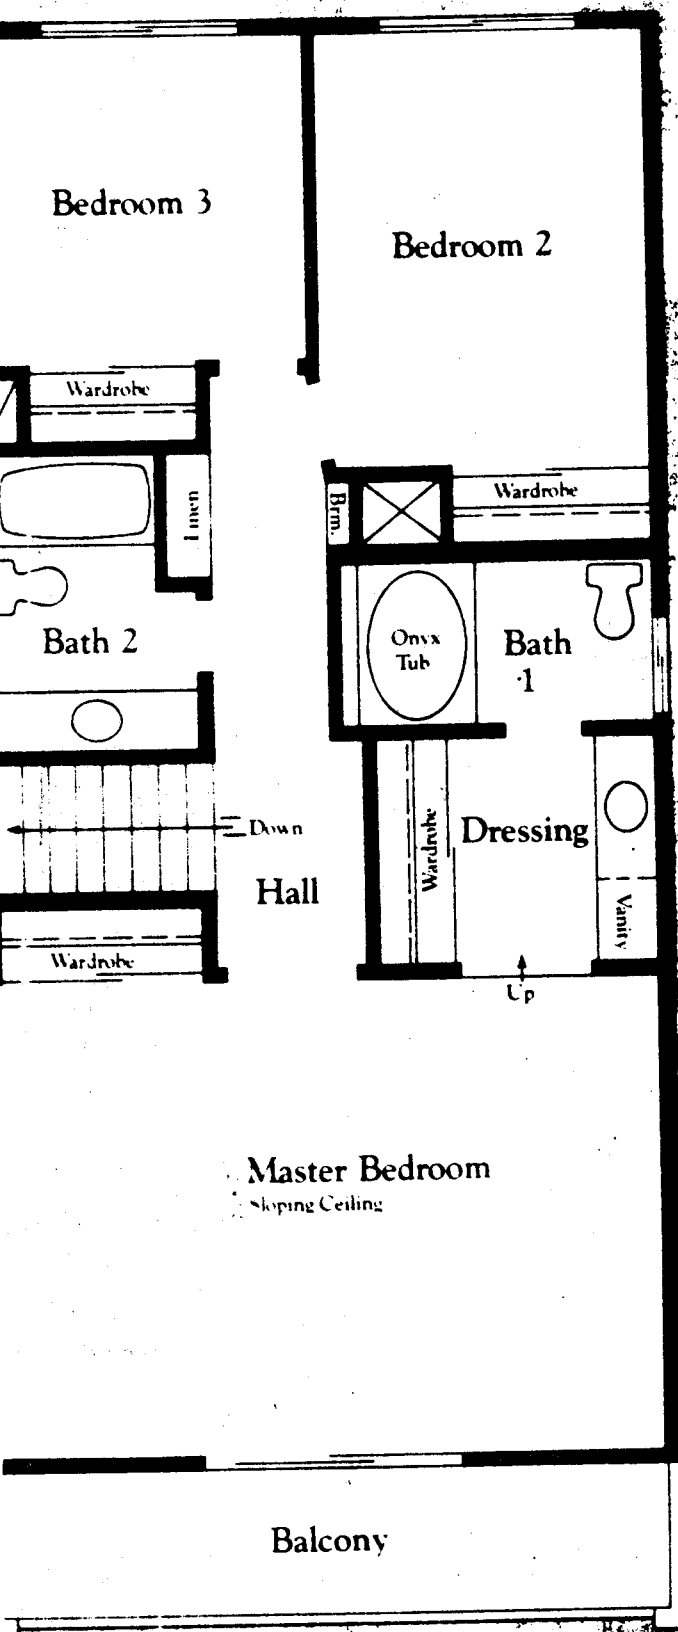 Bedroom 3
Bedroom 2
Wardrobe
Linen
Brm.
Wardrobe
Bath 2
Onyx
Tub
Bath
1
Down
Wardrobe
Dressing
Hall
Vanity
Wardrobe
Up
Master Bedroom
Sloping Ceiling
Balcony